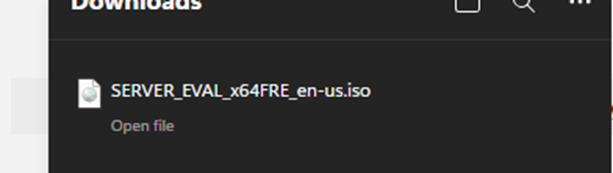 Downloads
SERVER_EVAL_x64FRE_en-us.iso
Open file